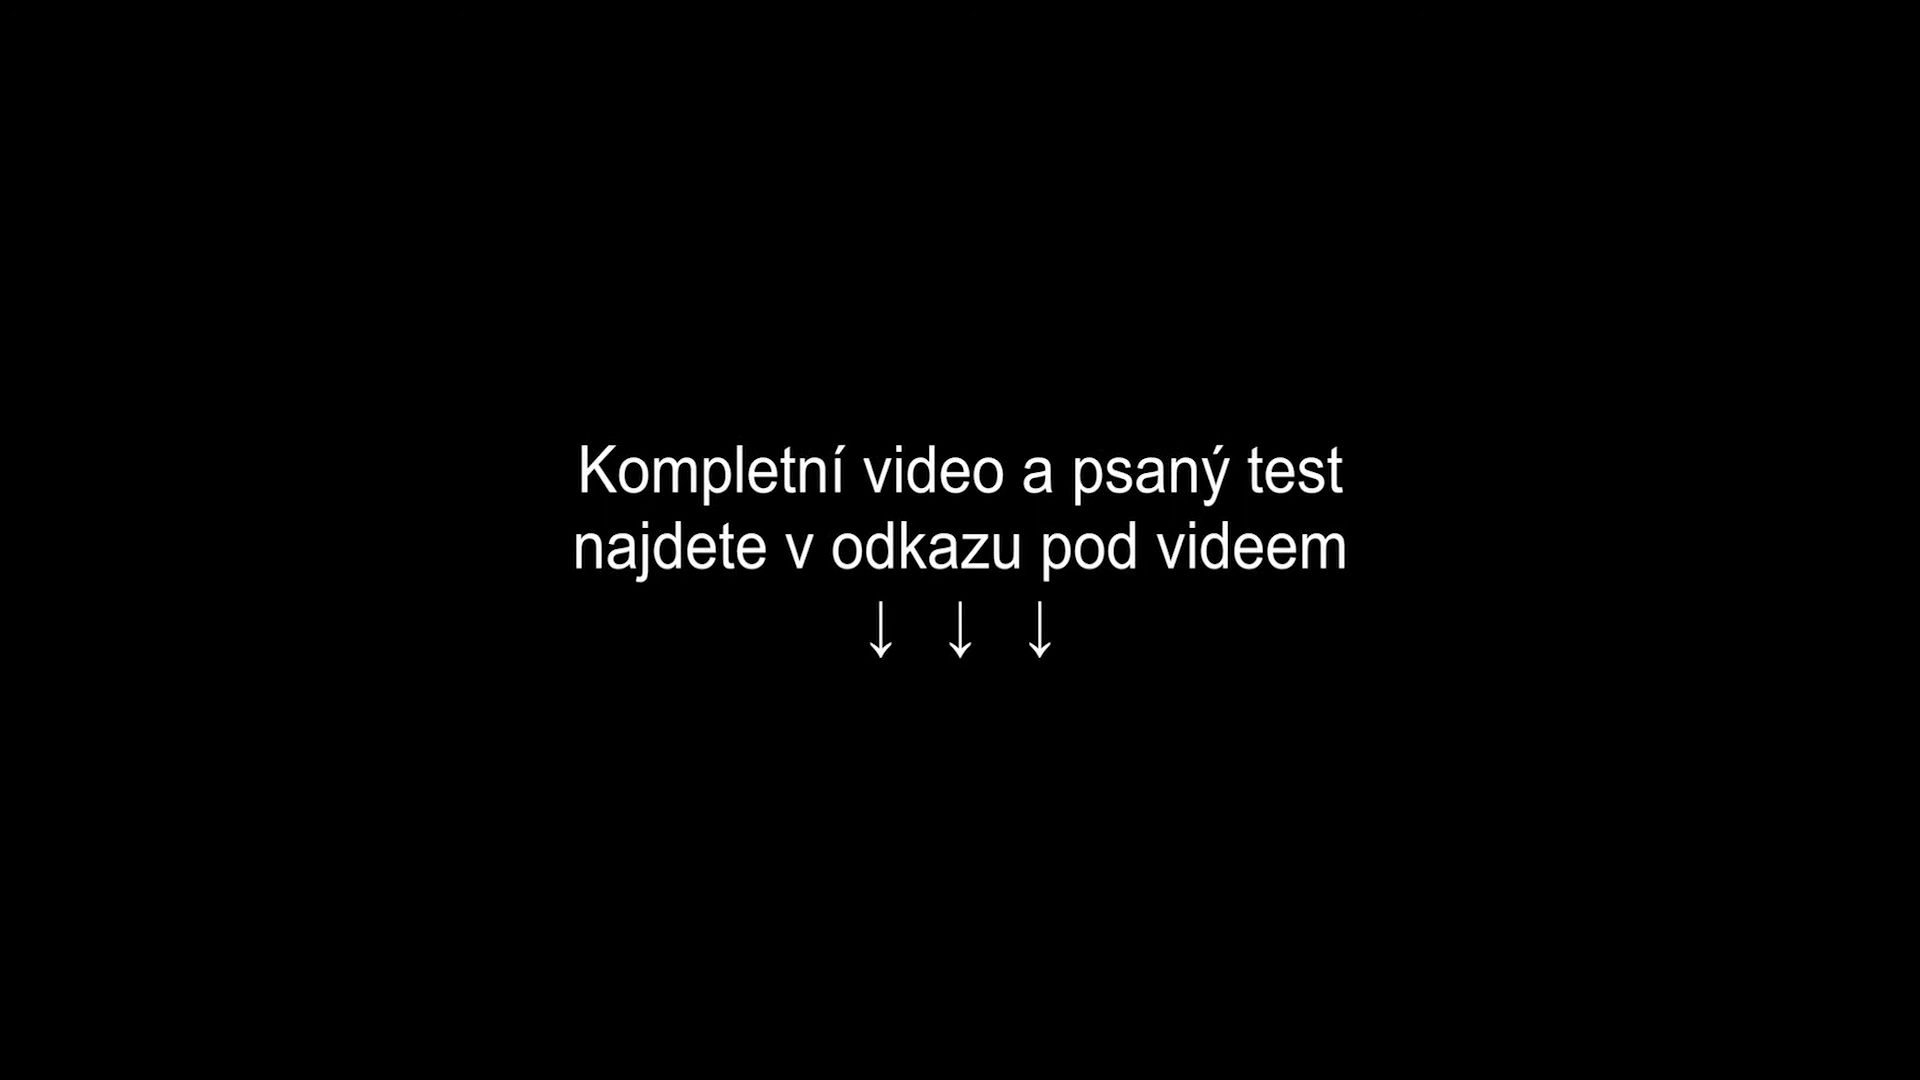 Kompletní video a psaný test
najdete v odkazu pod videem
↓ ↓ ↓